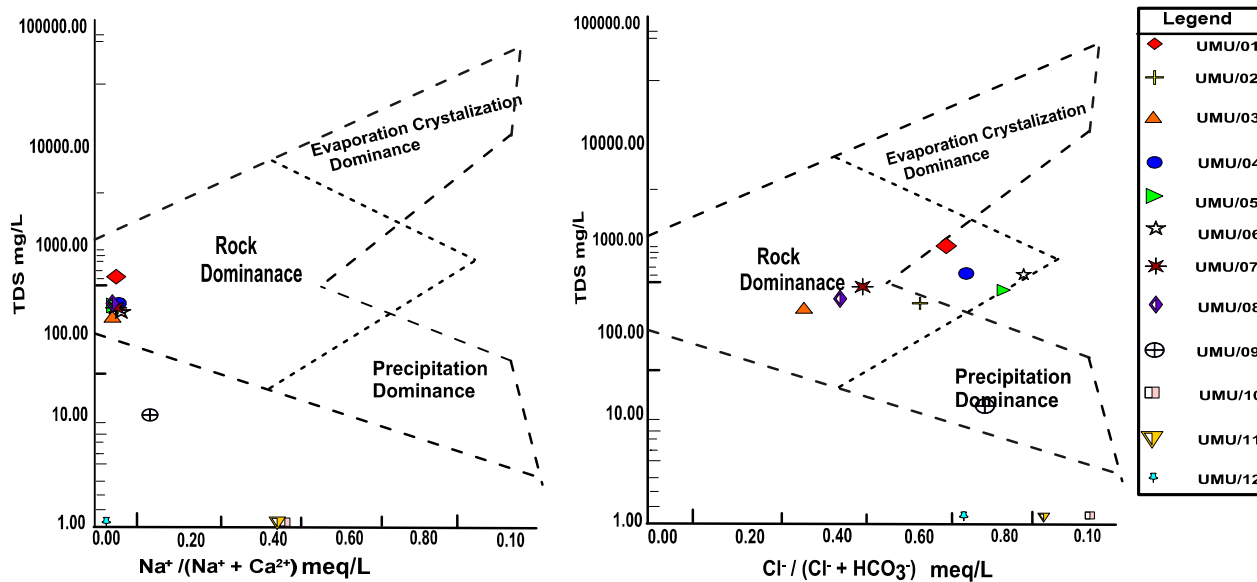 100000.00
10000.00
1000.00
100.00
10.00
1.00
TDS mg/L
0.00
0.20
0.40
0.60
0.80
0.10
Na⁺ /(Na⁺ + Ca²⁺) meq/L
Evaporation Crystalization
Dominance
Rock
Dominanace
Precipitation
Dominance
100000.00
10000.00
1000.00
100.00
10.00
1.00
TDS mg/L
0.00
0.20
0.40
0.60
0.80
0.10
Cl⁻ / (Cl⁻ + HCO₃⁻) meq/L
Evaporation Crystalization
Dominance
Rock
Dominanace
Precipitation
Dominance
Legend
UMU/01
UMU/02
UMU/03
UMU/04
UMU/05
UMU/06
UMU/07
UMU/08
UMU/09
UMU/10
UMU/11
UMU/12